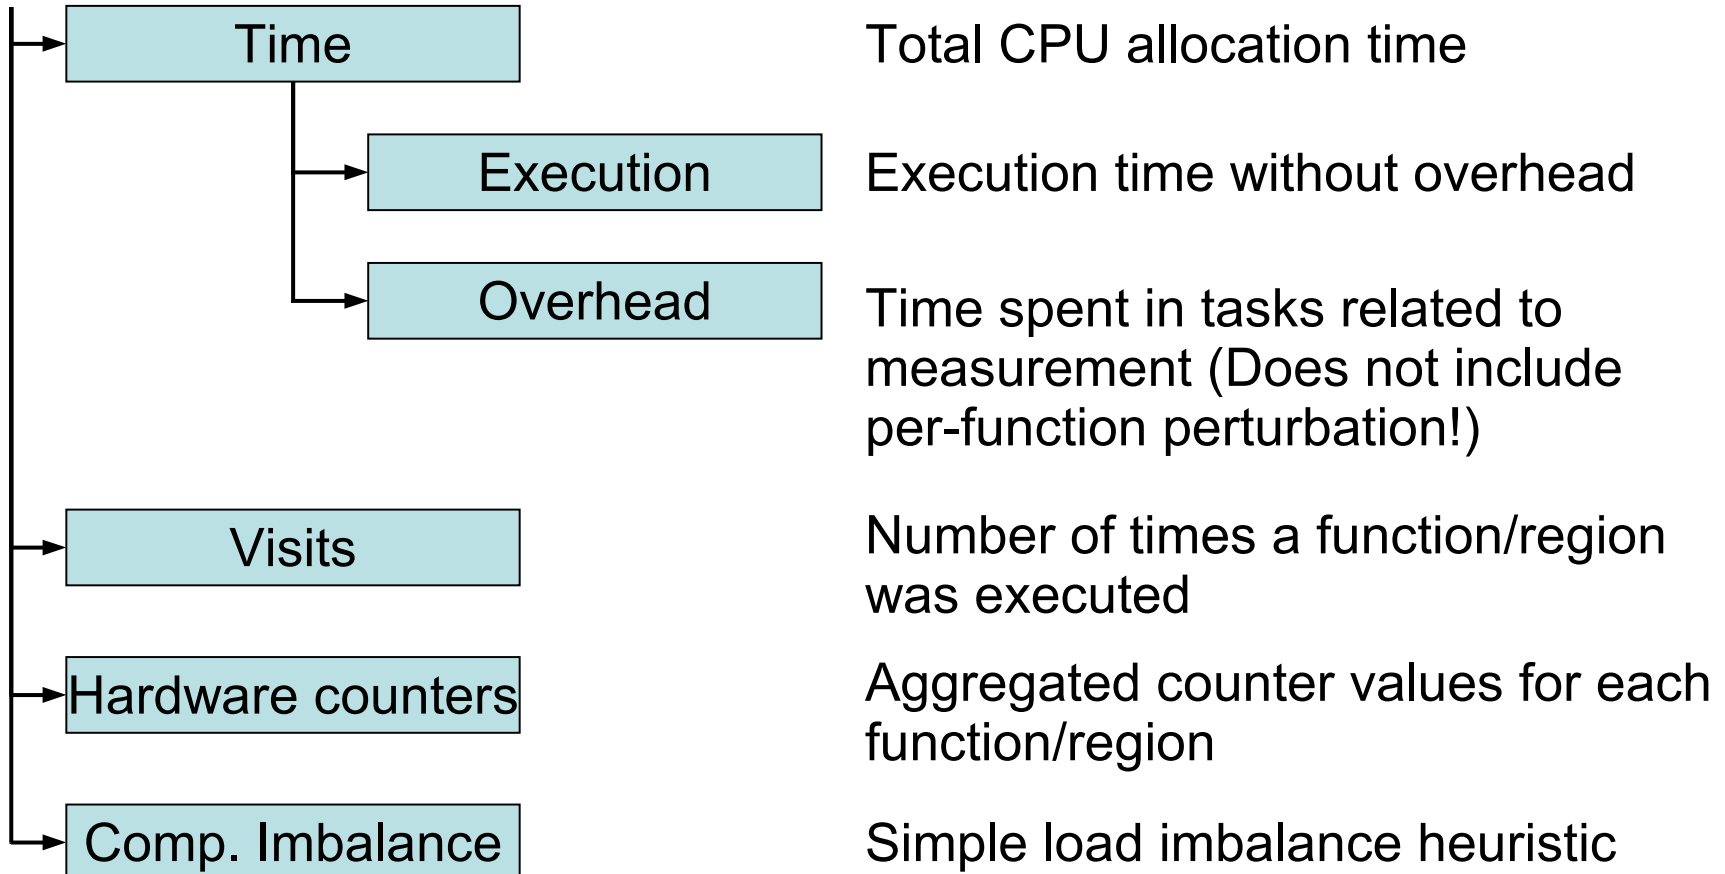 Time
Total CPU allocation time
Execution
Execution time without overhead
Overhead
Time spent in tasks related to
measurement (Does not include
per-function perturbation!)
Visits
Number of times a function/region
was executed
Hardware counters
Aggregated counter values for each
function/region
Comp. Imbalance
Simple load imbalance heuristic